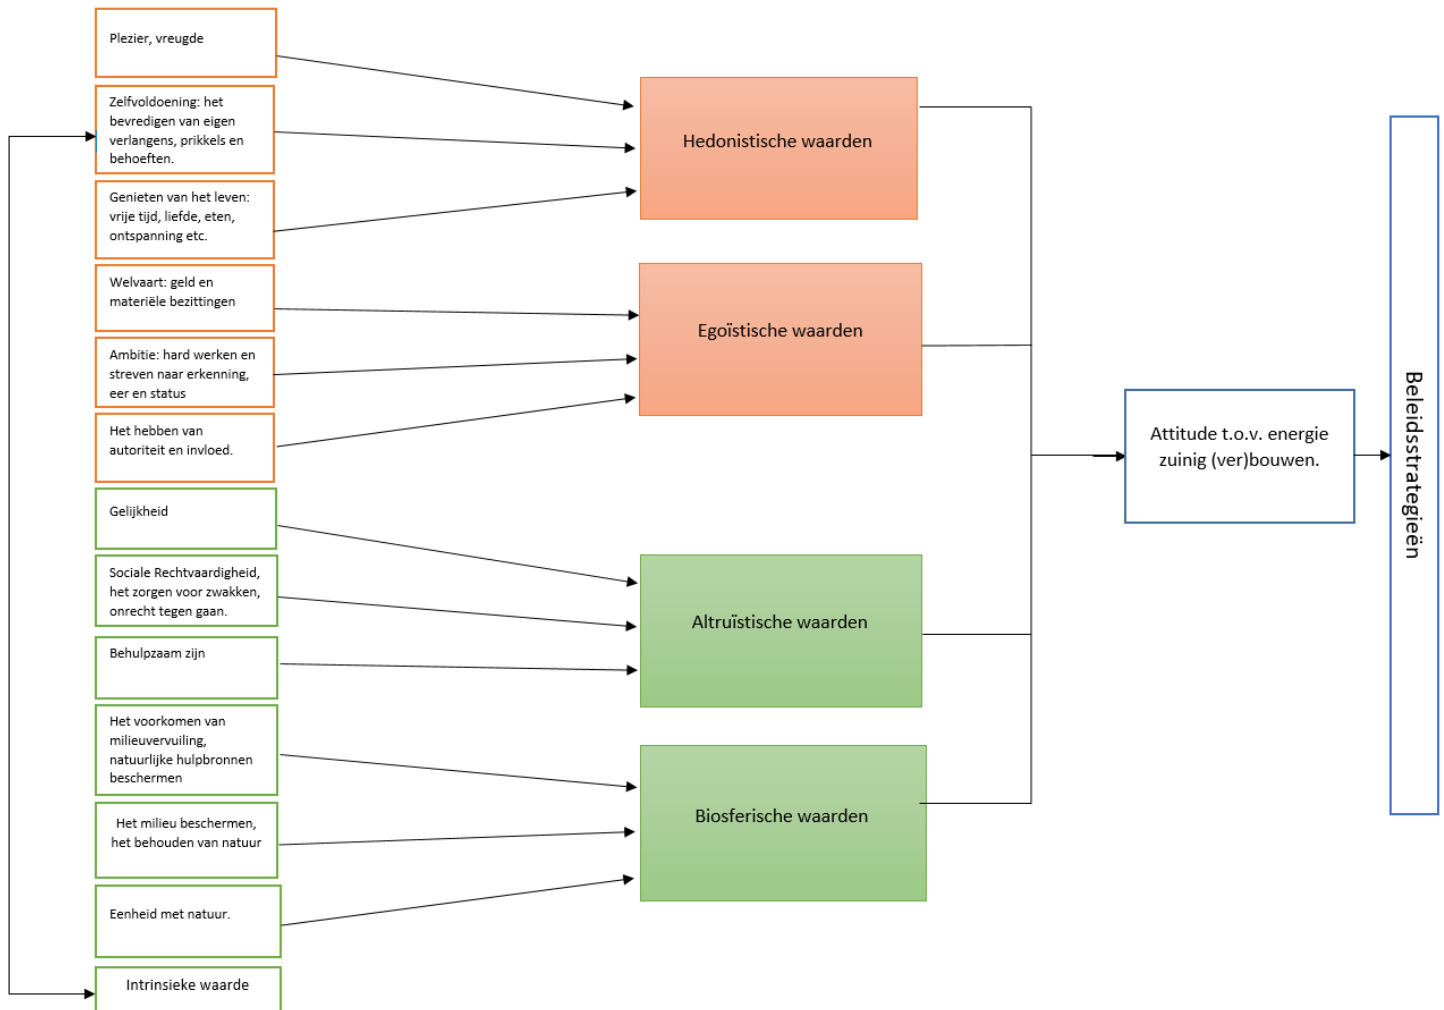 Plezier, vreugde
Zelfvoldoening: het
bevredigen van eigen
verlangens, prikkels en
behoeften.
Genieten van het leven:
vrije tijd, liefde, eten,
ontspanning etc.
Welvaart: geld en
materiële bezittingen
Ambitie: hard werken en
streven naar erkenning,
eer en status
Het hebben van
autoriteit en invloed.
Gelijkheid
Sociale Rechtvaardigheid,
het zorgen voor zwakken,
onrecht tegen gaan.
Behulpzaam zijn
Het voorkomen van
milieuvervuiling,
natuurlijke hulpbronnen
beschermen
Het milieu beschermen,
het behouden van natuur
Eenheid met natuur.
Intrinsieke waarde
Hedonistische waarden
Egoïstische waarden
Altruïstische waarden
Biosferische waarden
Attitude t.o.v. energie
zuinig (ver)bouwen.
Beleidsstrategieën